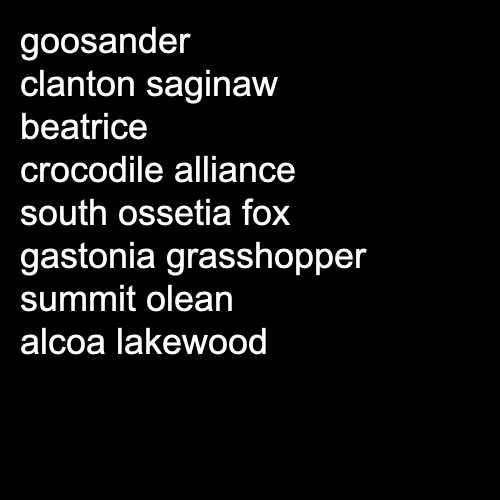 goosander
clanton saginaw
beatrice
crocodile alliance
south ossetia fox
gastonia grasshopper
summit olean
alcoa lakewood